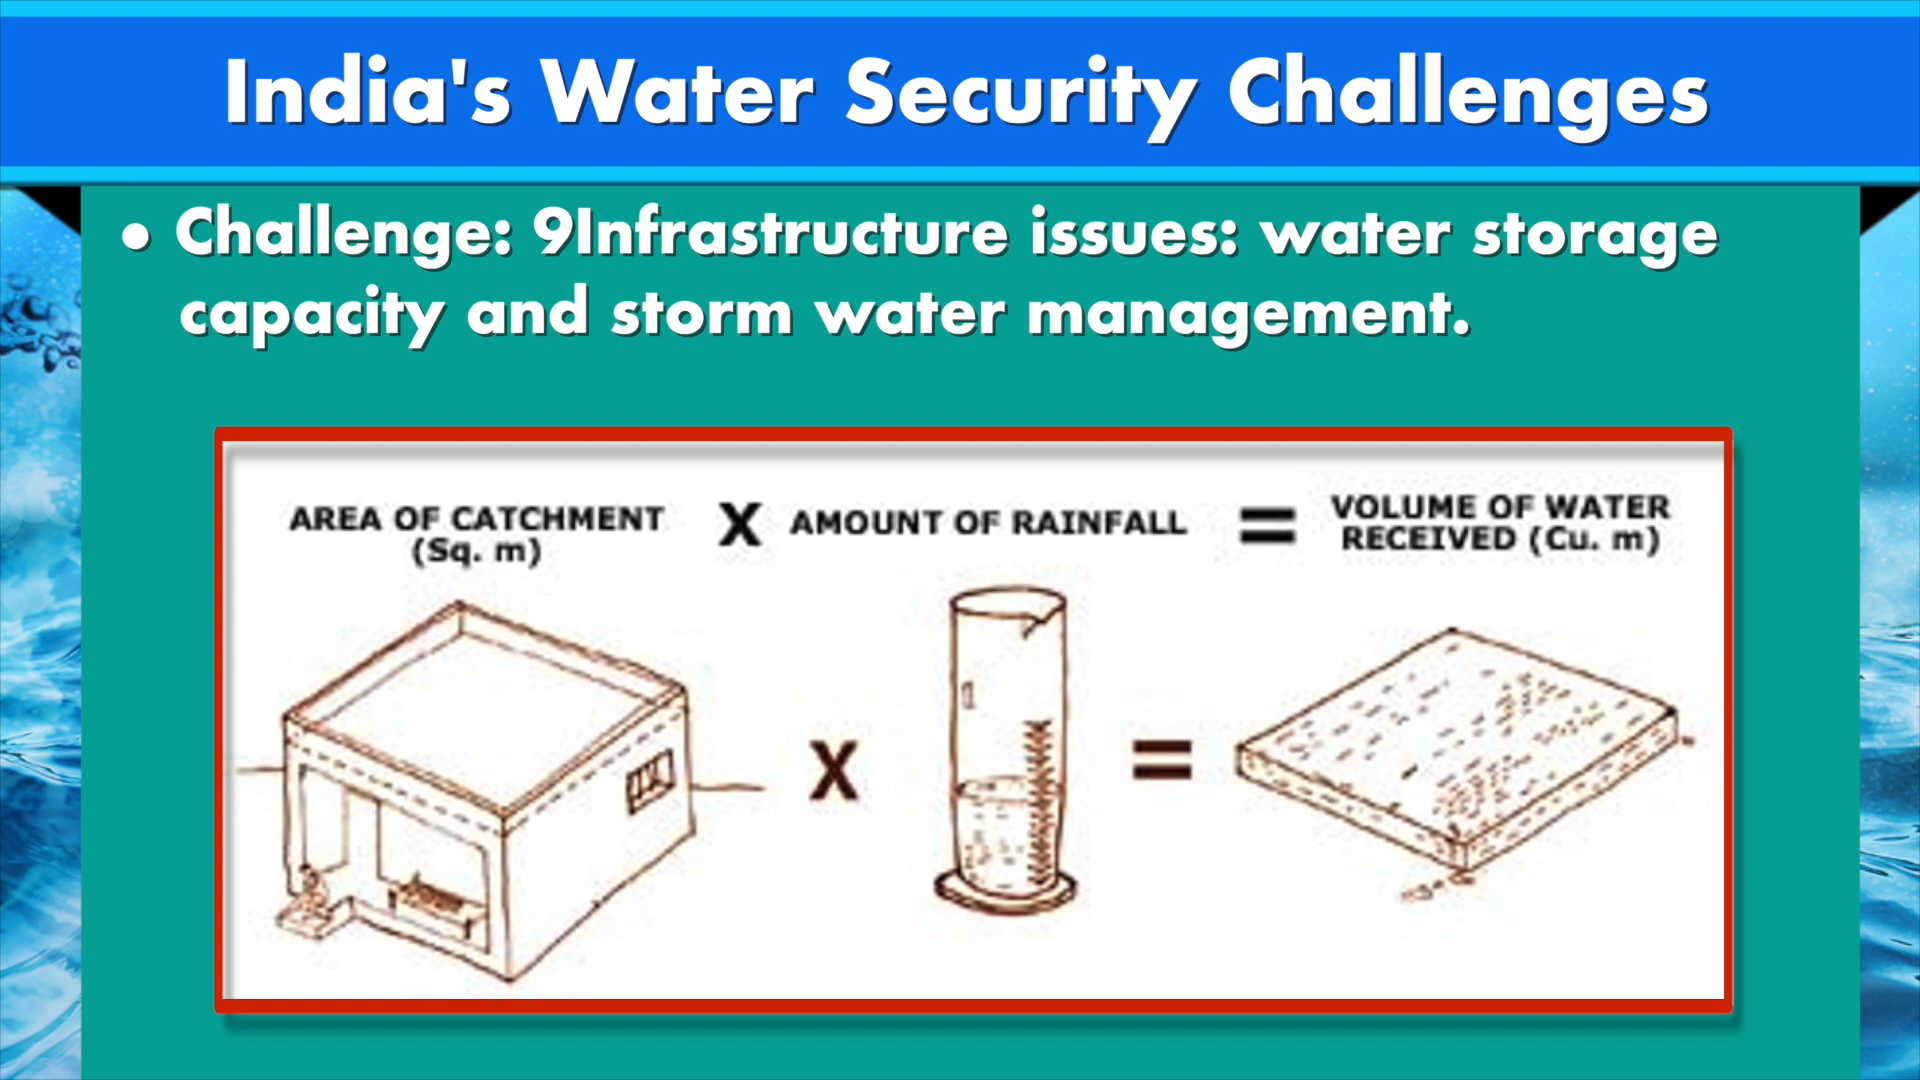 India's Water Security Challenges
• Challenge: 9Infrastructure issues: water storage
capacity and storm water management.
AREA OF CATCHMENT
(Sq. m)
X
AMOUNT OF RAINFALL
=
VOLUME OF WATER
RECEIVED (Cu. m)
X
=